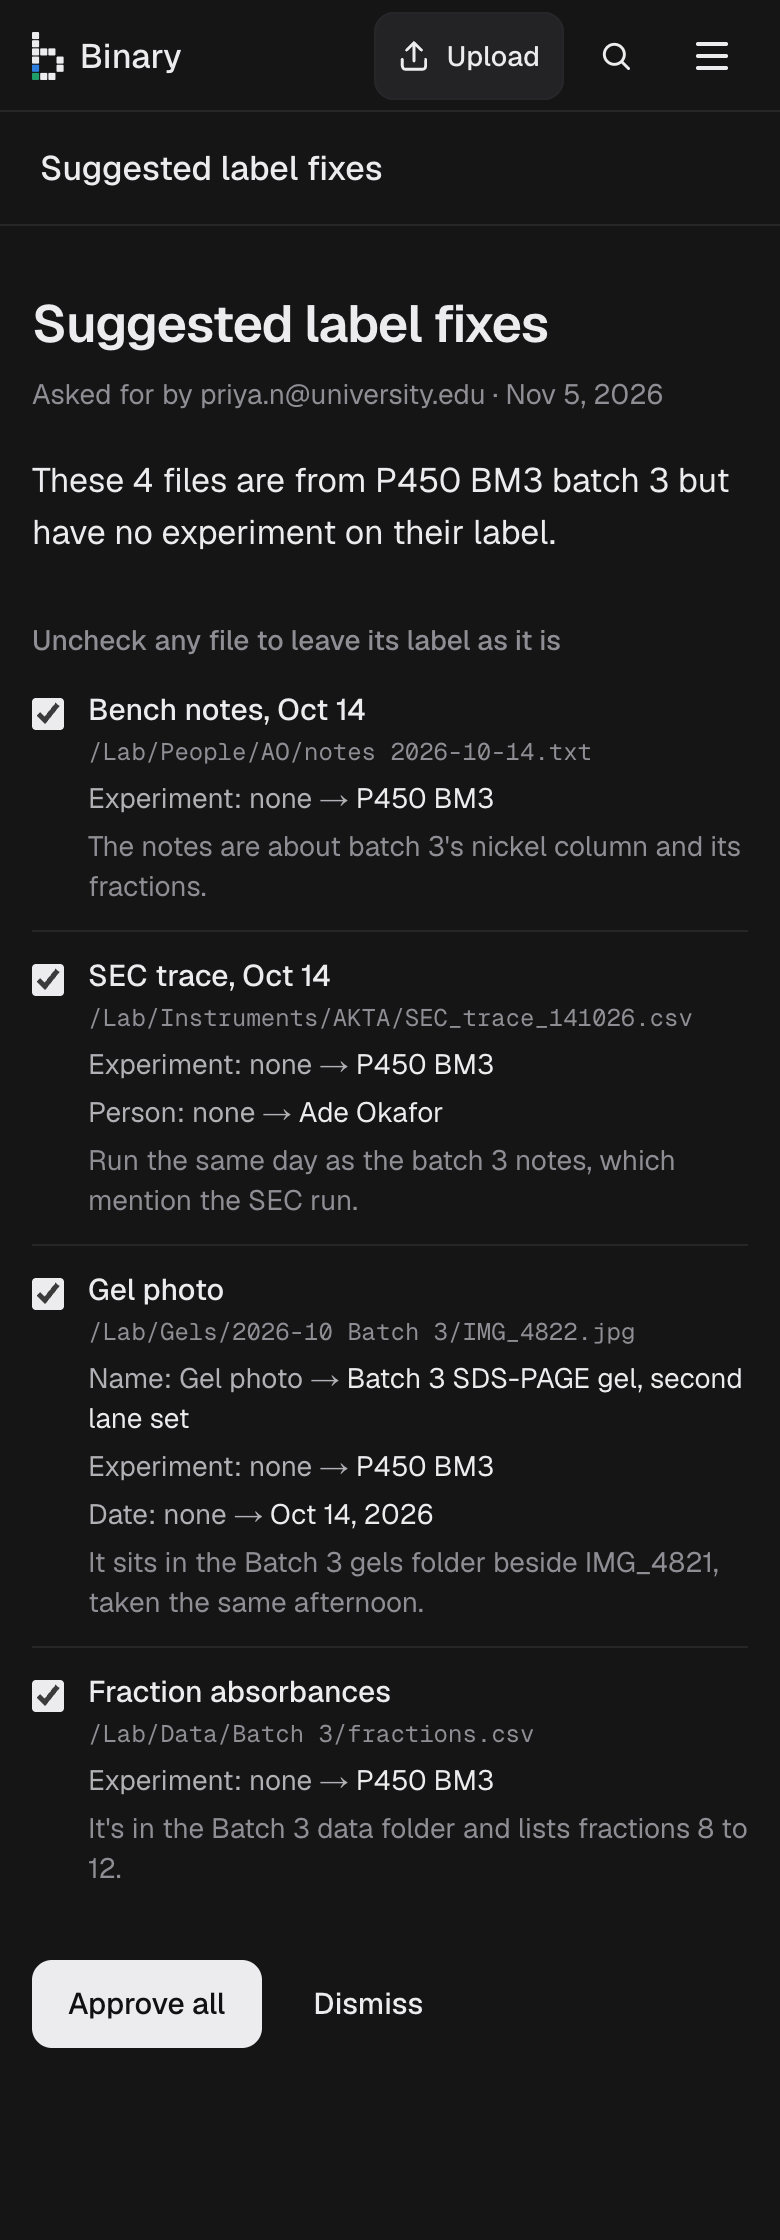 Binary
Upload
Suggested label fixes
Suggested label fixes
Asked for by priya.n@university.edu · Nov 5, 2026
These 4 files are from P450 BM3 batch 3 but
have no experiment on their label.
Uncheck any file to leave its label as it is
Bench notes, Oct 14
/Lab/People/AO/notes 2026-10-14.txt
Experiment: none → P450 BM3
The notes are about batch 3's nickel column and its
fractions.
SEC trace, Oct 14
/Lab/Instruments/AKTA/SEC_trace_141026.csv
Experiment: none → P450 BM3
Person: none → Ade Okafor
Run the same day as the batch 3 notes, which
mention the SEC run.
Gel photo
/Lab/Gels/2026-10 Batch 3/IMG_4822.jpg
Name: Gel photo → Batch 3 SDS-PAGE gel, second
lane set
Experiment: none → P450 BM3
Date: none → Oct 14, 2026
It sits in the Batch 3 gels folder beside IMG_4821,
taken the same afternoon.
Fraction absorbances
/Lab/Data/Batch 3/fractions.csv
Experiment: none → P450 BM3
It's in the Batch 3 data folder and lists fractions 8 to
12.
Approve all
Dismiss